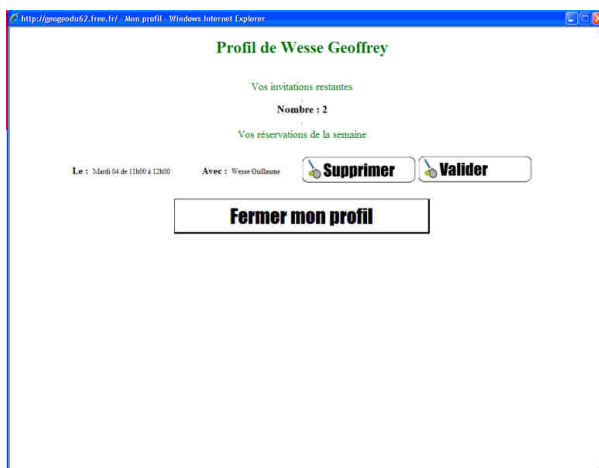 http://geogeodu62.free.fr/ - Mon profil - Windows Internet Explorer
Profil de Wesse Geoffrey
Vos invitations restantes
Nombre : 2
Vos réservations de la semaine
Le : Mardi 04 de 11h00 à 12h00 Avec : Wesse Guillaume Supprimer Valider
Fermer mon profil